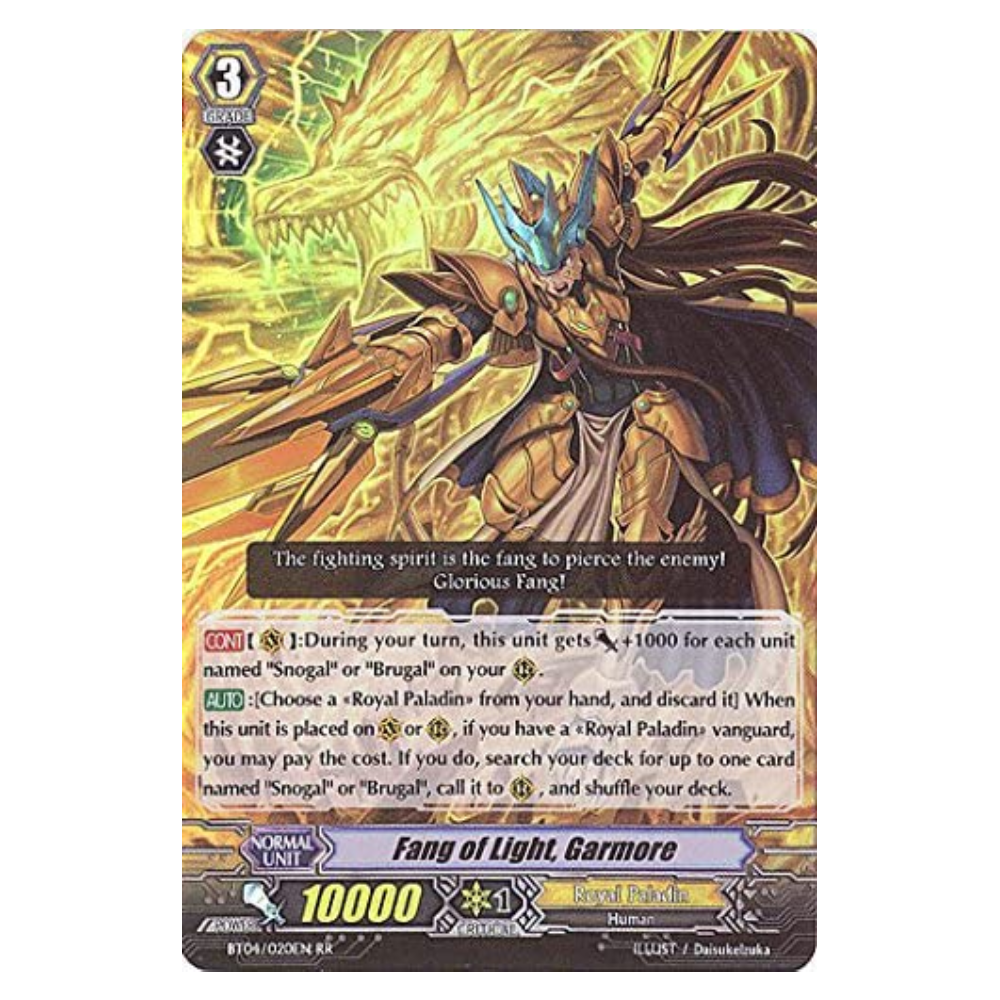 3
GRADE
The fighting spirit is the fang to pierce the enemy!
Glorious Fang!
CONT【 】:During your turn, this unit gets +1000 for each unit
named "Snogal" or "Brugal" on your .
AUTO :[Choose a «Royal Paladin» from your hand, and discard it] When
this unit is placed on or , if you have a «Royal Paladin» vanguard,
you may pay the cost. If you do, search your deck for up to one card
named "Snogal" or "Brugal", call it to , and shuffle your deck.
NORMAL
UNIT
Fang of Light, Garmore
POWER
10000
1
CRITICAL
Royal Paladin
Human
BT04/020EN RR
ILLUST / DaisukeIzuka